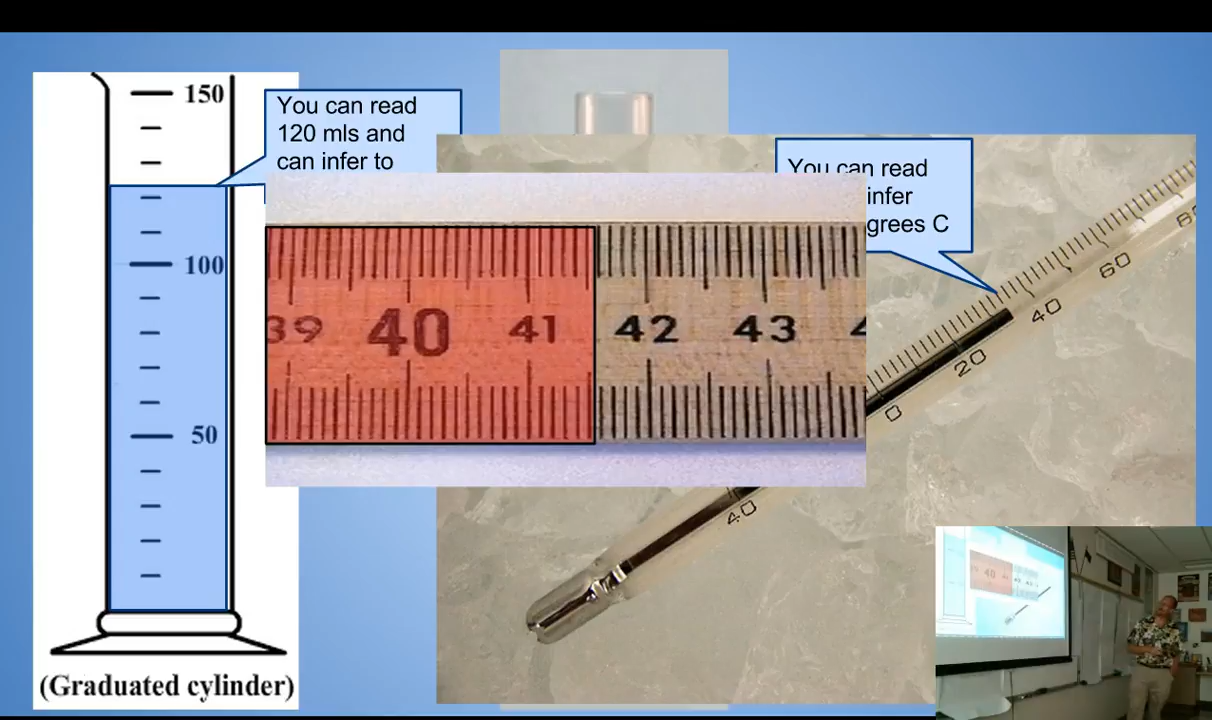 150
You can read
120 mls and
can infer to
100
50
(Graduated cylinder)
39 40 41 42 43
You can read
infer
grees C
0 20 40 60
40